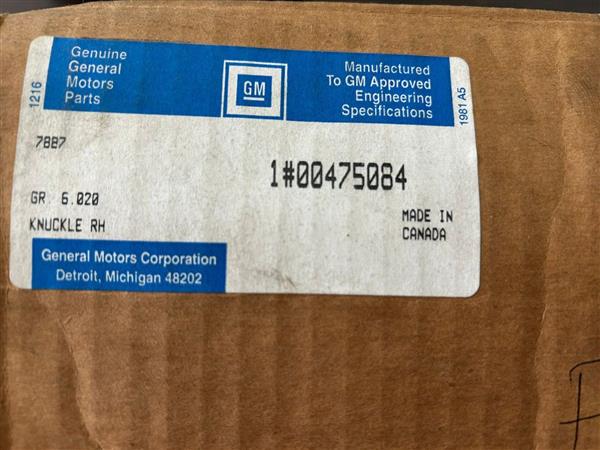 Genuine
General
Motors
Parts
1216
GM
Manufactured
To GM Approved
Engineering
Specifications
1981 A5
7887
1#00475084
GR. 6.020
KNUCKLE RH
MADE IN
CANADA
General Motors Corporation
Detroit, Michigan 48202